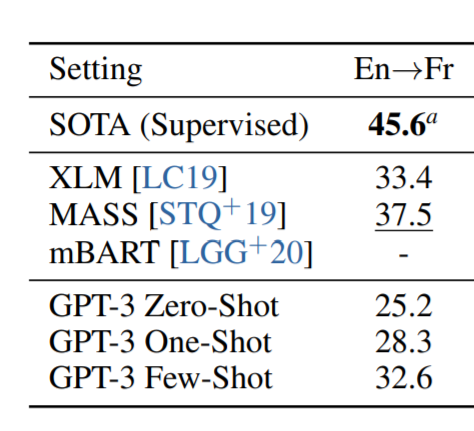 Setting En→Fr
SOTA (Supervised) 45.6ᵃ
XLM [LC19] 33.4
MASS [STQ⁺19] 37.5
mBART [LGG⁺20] -
GPT-3 Zero-Shot 25.2
GPT-3 One-Shot 28.3
GPT-3 Few-Shot 32.6